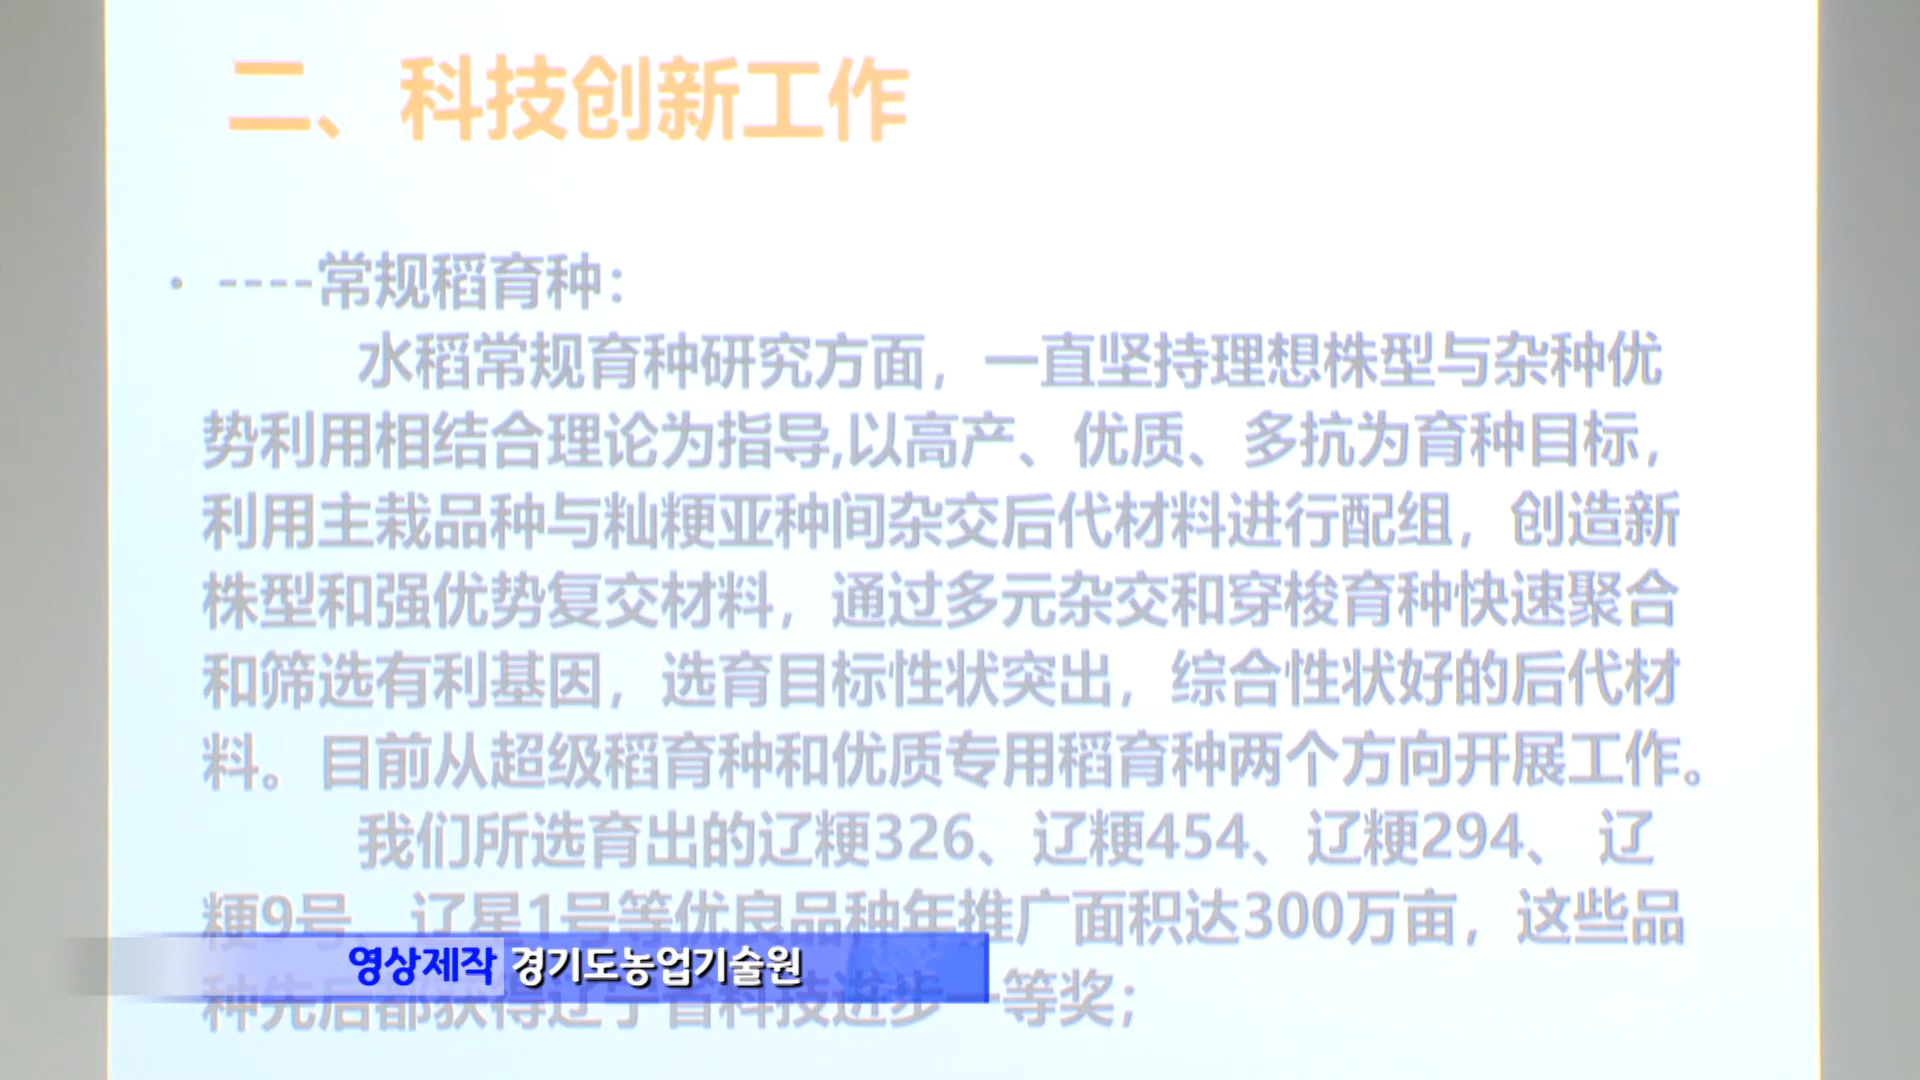 二、科技创新工作
• ----常规稻育种：
水稻常规育种研究方面，一直坚持理想株型与杂种优
势利用相结合理论为指导,以高产、优质、多抗为育种目标，
利用主栽品种与籼粳亚种间杂交后代材料进行配组，创造新
株型和强优势复交材料，通过多元杂交和穿梭育种快速聚合
和筛选有利基因，选育目标性状突出，综合性状好的后代材
料。目前从超级稻育种和优质专用稻育种两个方向开展工作。
我们所选育出的辽粳326、辽粳454、辽粳294、 辽
粳9号、辽星1号等优良品种年推广面积达300万亩，这些品
种先后都获得辽宁省科技进步一等奖；
영상제작 경기도농업기술원